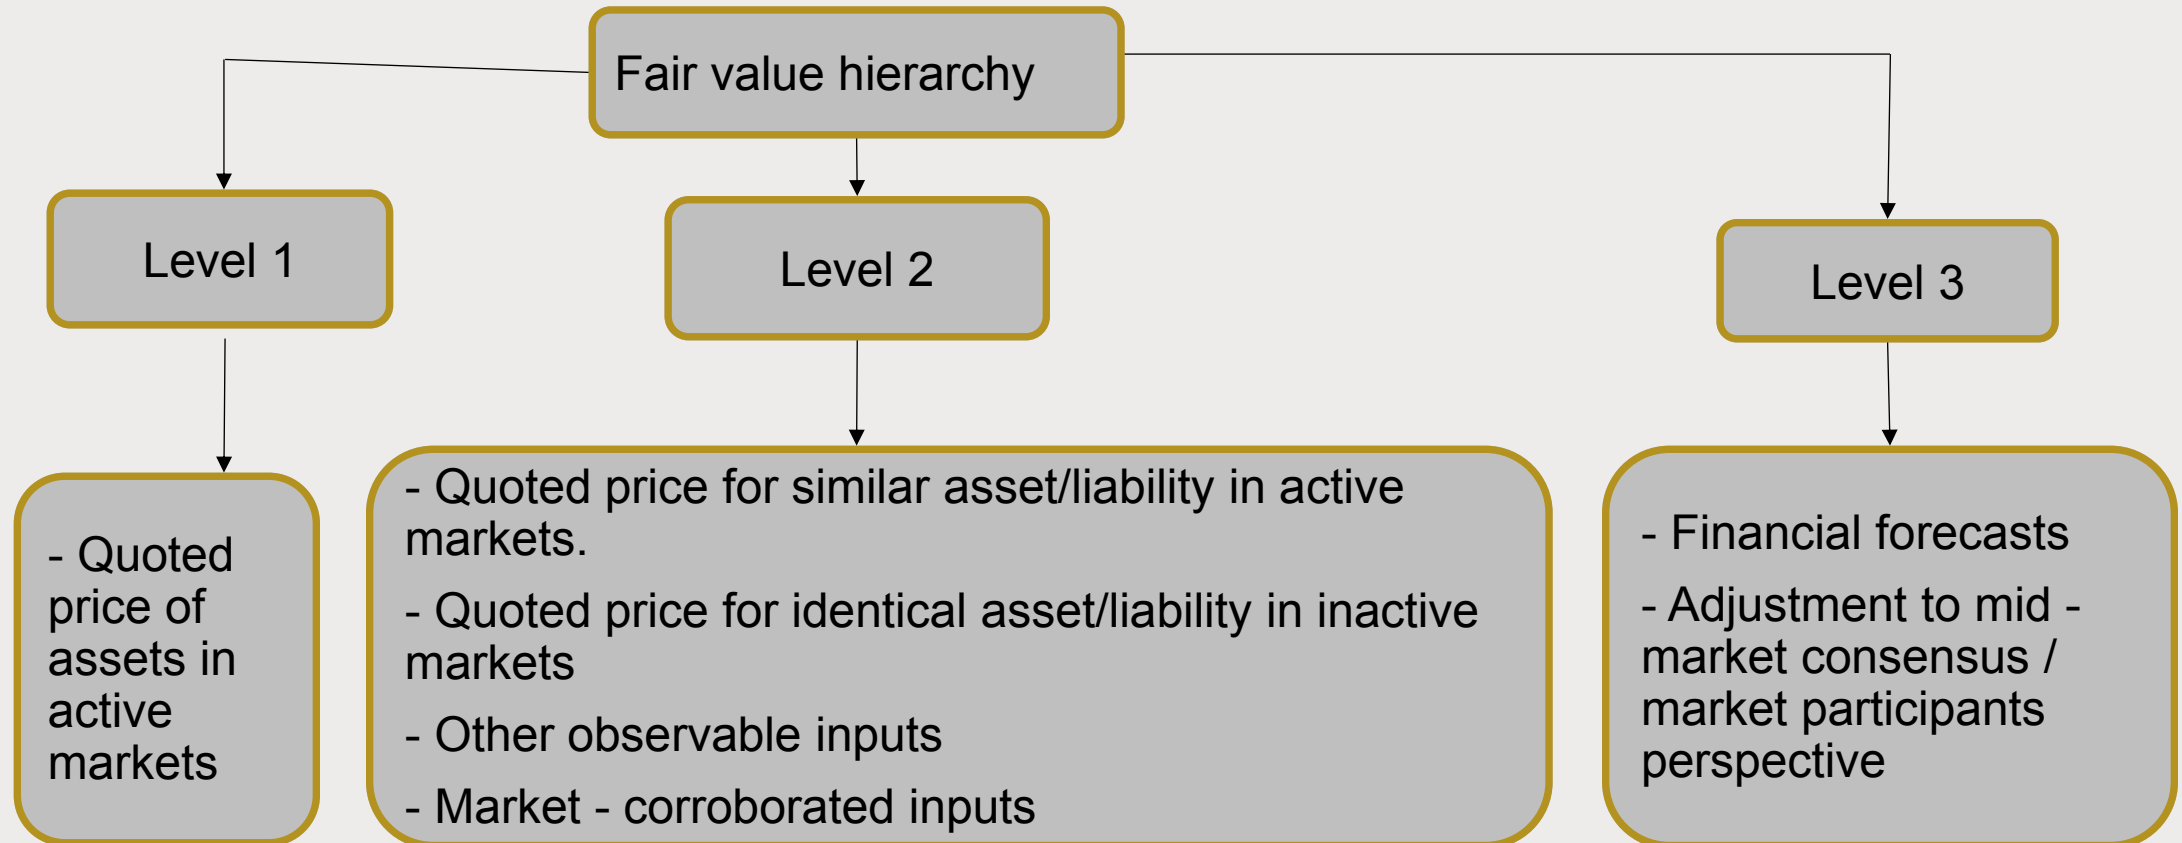 Fair value hierarchy
Level 1
Level 2
Level 3
- Quoted
price of
assets in
active
markets
- Quoted price for similar asset/liability in active
markets.
- Quoted price for identical asset/liability in inactive
markets
- Other observable inputs
- Market - corroborated inputs
- Financial forecasts
- Adjustment to mid -
market consensus /
market participants
perspective